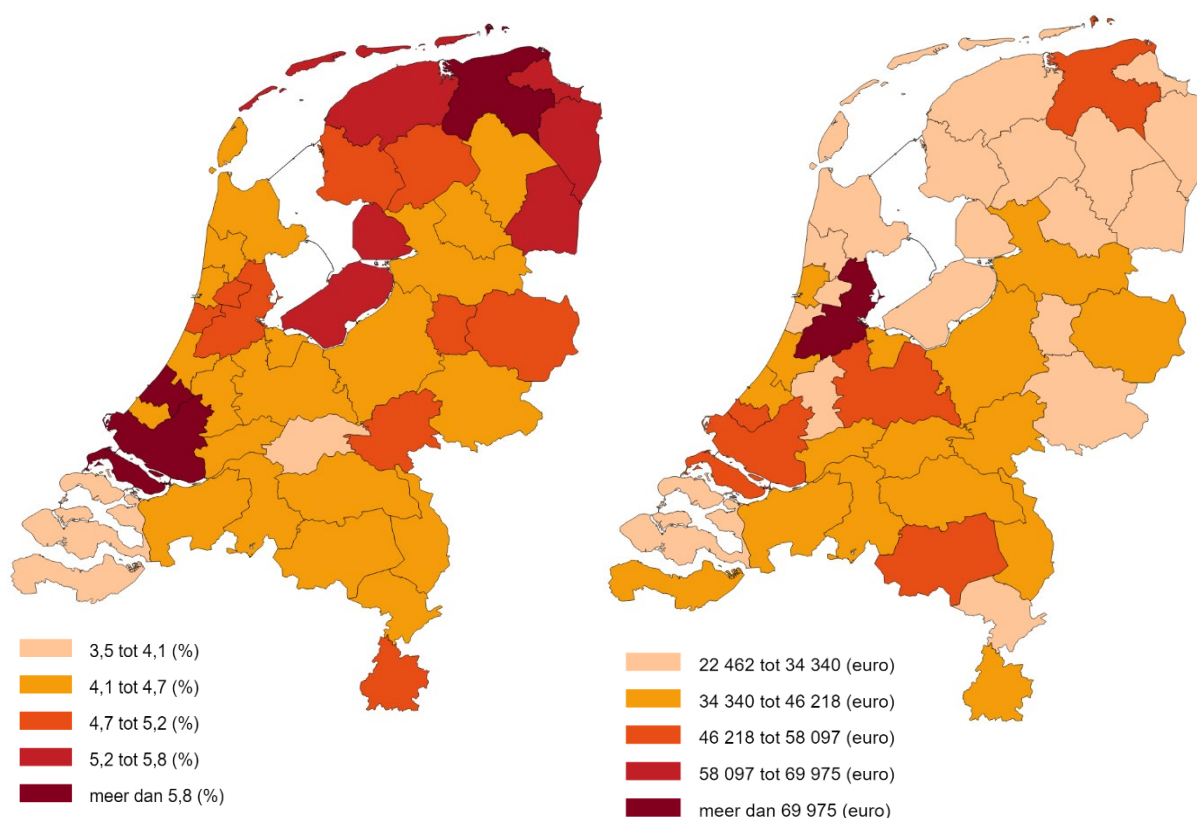 3,5 tot 4,1 (%)
4,1 tot 4,7 (%)
4,7 tot 5,2 (%)
5,2 tot 5,8 (%)
meer dan 5,8 (%)
22 462 tot 34 340 (euro)
34 340 tot 46 218 (euro)
46 218 tot 58 097 (euro)
58 097 tot 69 975 (euro)
meer dan 69 975 (euro)